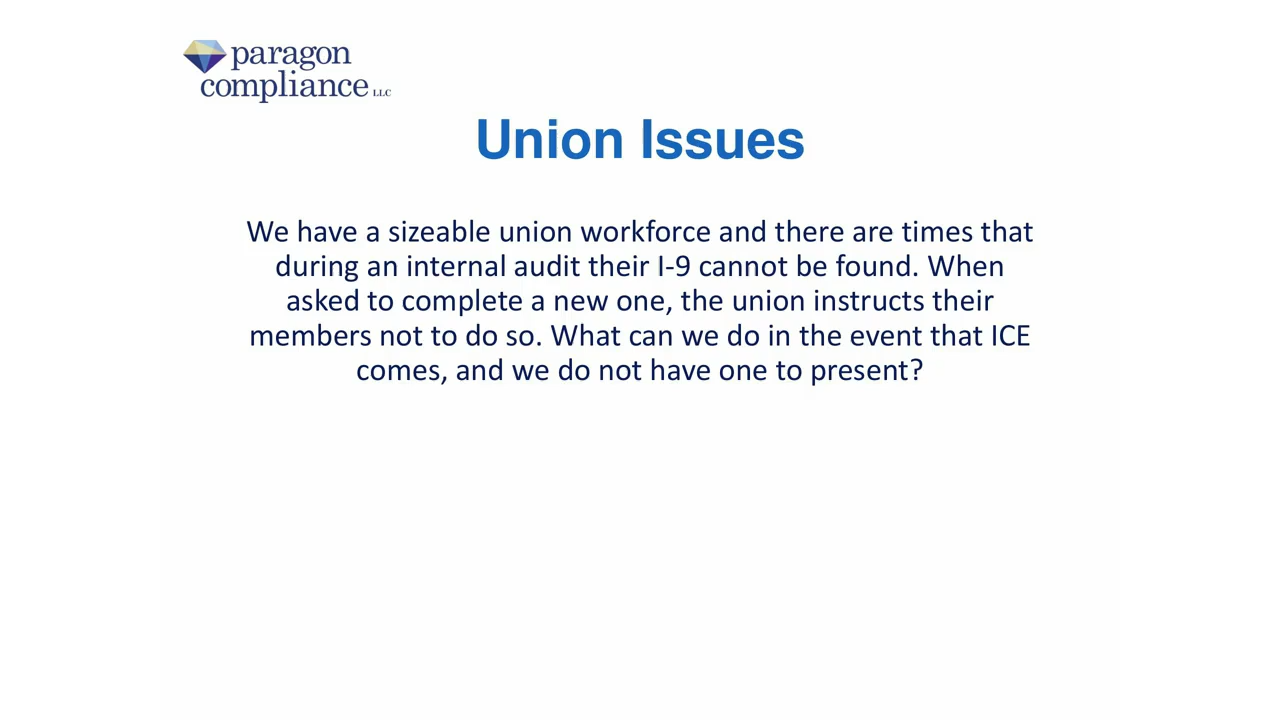 paragon
compliance LLC
Union Issues
We have a sizeable union workforce and there are times that
during an internal audit their I-9 cannot be found. When
asked to complete a new one, the union instructs their
members not to do so. What can we do in the event that ICE
comes, and we do not have one to present?